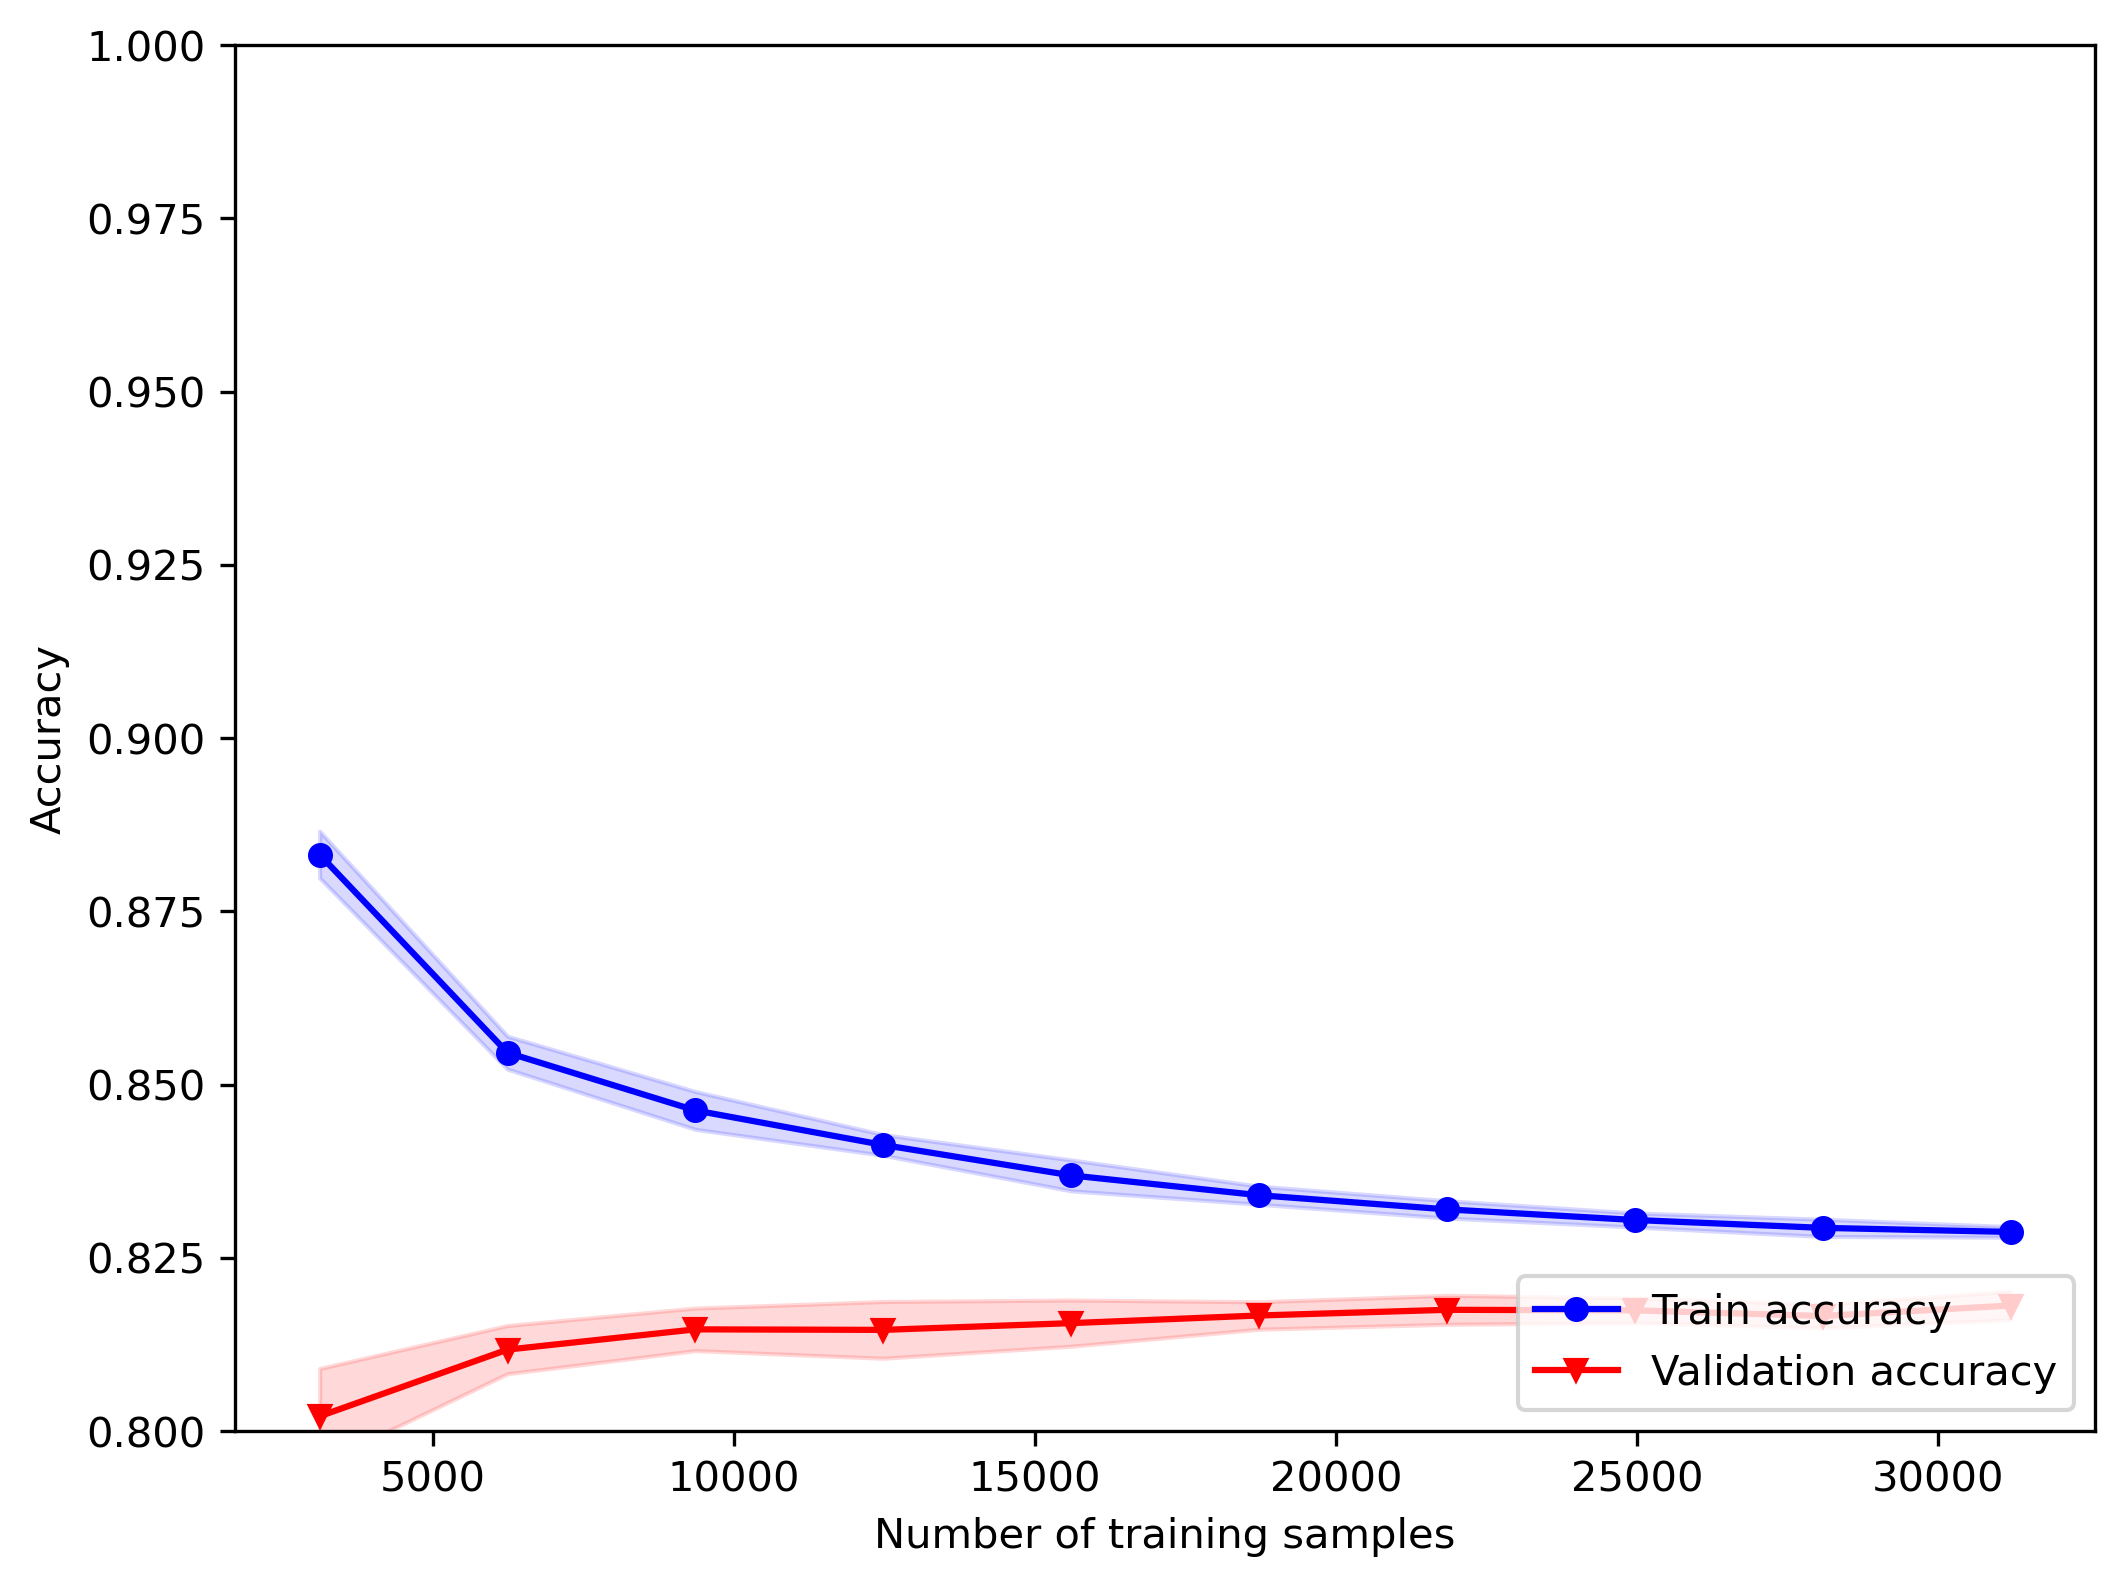 1.000
0.975
0.950
0.925
0.900
0.875
0.850
0.825
0.800
Accuracy
Train accuracy
Validation accuracy
5000 10000 15000 20000 25000 30000
Number of training samples